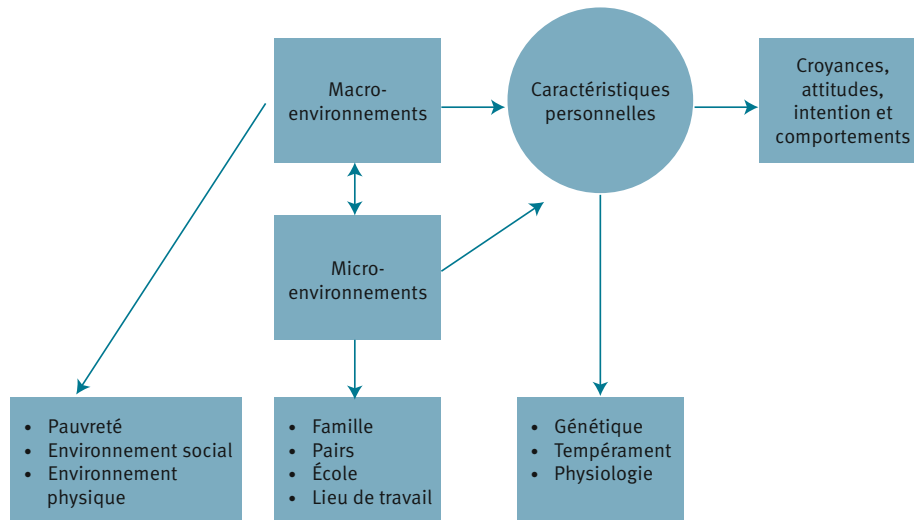 Macro-
environnements
Caractéristiques
personnelles
Croyances,
attitudes,
intention et
comportements
Micro-
environnements
• Pauvreté
• Environnement social
• Environnement
physique
• Famille
• Pairs
• École
• Lieu de travail
• Génétique
• Tempérament
• Physiologie